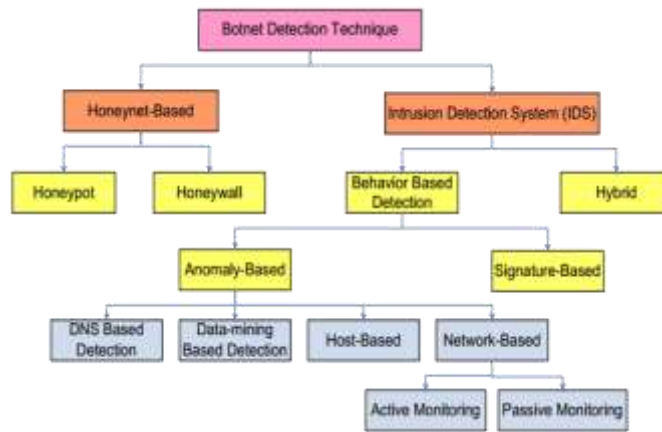 Botnet Detection Technique
Honeynet-Based
Intrusion Detection System (IDS)
Honeypot
Honeywall
Behavior Based
Detection
Hybrid
Anomaly-Based
Signature-Based
DNS Based
Detection
Data-mining
Based Detection
Host-Based
Network-Based
Active Monitoring
Passive Monitoring